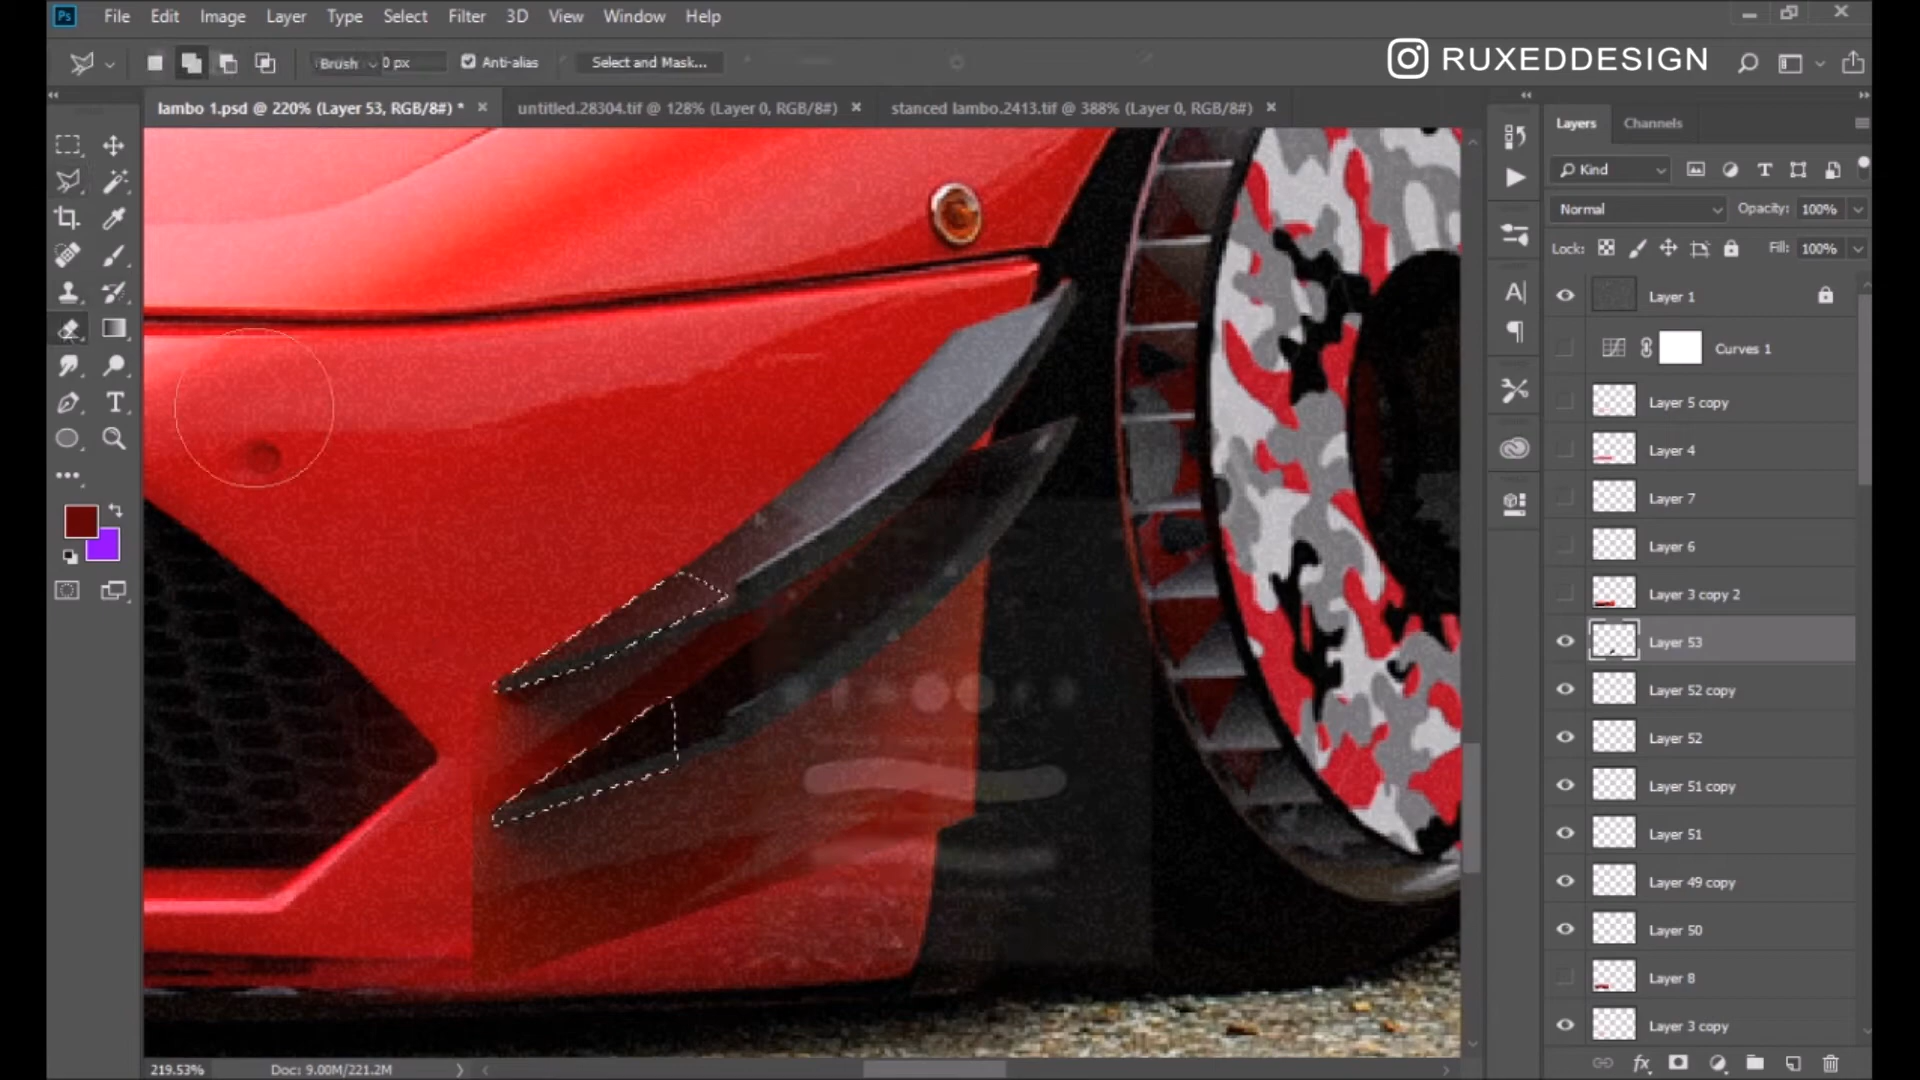 Ps File Edit Image Layer Type Select Filter 3D View Window Help
Brush 0 px Anti-alias Select and Mask... RUXEDDESIGN
lambo 1.psd @ 220% (Layer 53, RGB/8#) * × untitled.28304.tif @ 128% (Layer 0, RGB/8#) × stanced lambo.2413.tif @ 388% (Layer 0, RGB/8#) ×
Layers Channels
Kind
Normal Opacity: 100%
Lock: Fill: 100%
Layer 1
Curves 1
Layer 5 copy
Layer 4
Layer 7
Layer 6
Layer 3 copy 2
Layer 53
Layer 52 copy
Layer 52
Layer 51 copy
Layer 51
Layer 49 copy
Layer 50
Layer 8
Layer 3 copy
219.53% Doc: 9.00M/221.2M